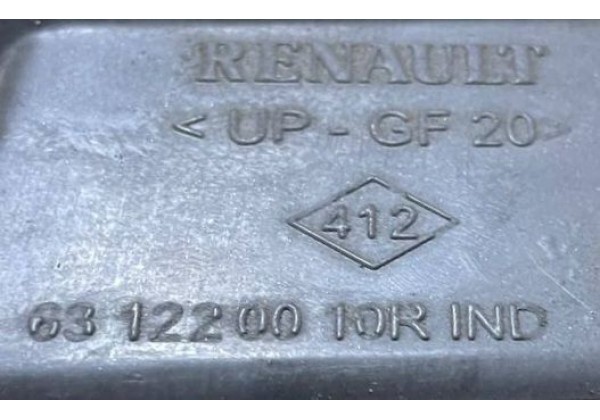 RENAULT
< UP - GF 20 >
412
63 122 00 10R IND